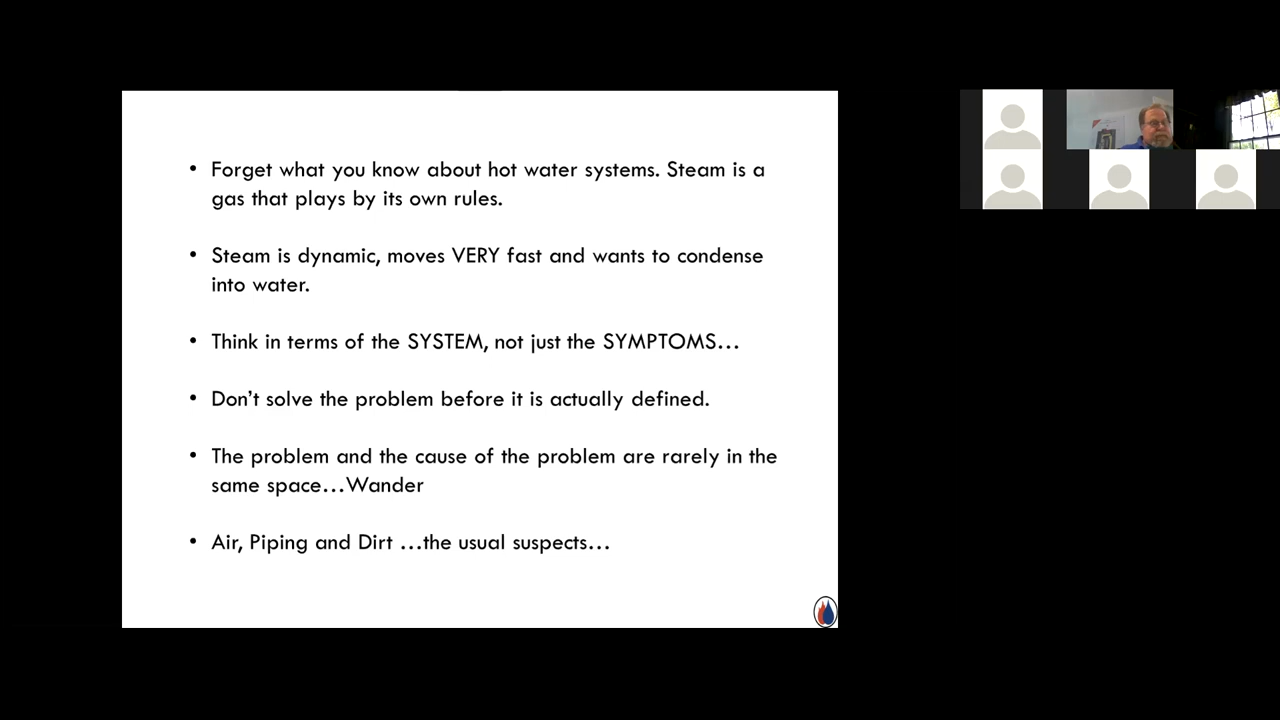 • Forget what you know about hot water systems. Steam is a
gas that plays by its own rules.
• Steam is dynamic, moves VERY fast and wants to condense
into water.
• Think in terms of the SYSTEM, not just the SYMPTOMS…
• Don’t solve the problem before it is actually defined.
• The problem and the cause of the problem are rarely in the
same space…Wander
• Air, Piping and Dirt …the usual suspects…